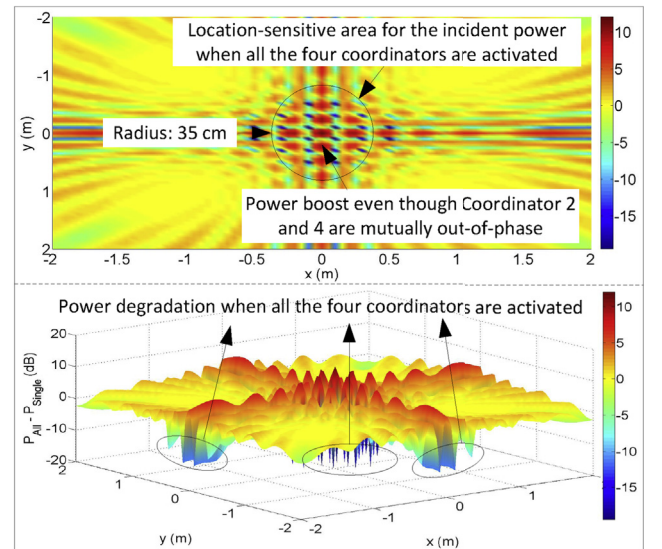 -2
-1
0
1
2
y (m)
Location-sensitive area for the incident power
when all the four coordinators are activated
Radius: 35 cm
Power boost even though Coordinator 2
and 4 are mutually out-of-phase
-2 -1.5 -1 -0.5 0 0.5 1 1.5 2
x (m)
10
5
0
-5
-10
-15
Power degradation when all the four coordinators are activated
20
10
0
-10
-20
P_All - P_Single (dB)
2
1
0
-1
-2
y (m)
-2
-1
0
1
x (m)
10
5
0
-5
-10
-15